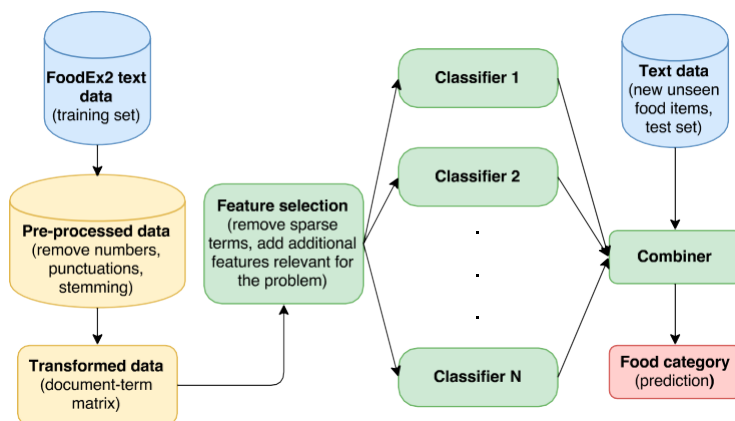 FoodEx2 text
data
(training set)
Pre-processed data
(remove numbers,
punctuations,
stemming)
Transformed data
(document-term
matrix)
Feature selection
(remove sparse
terms, add additional
features relevant for
the problem)
Classifier 1
Classifier 2
.
.
.
Classifier N
Text data
(new unseen
food items,
test set)
Combiner
Food category
(prediction)